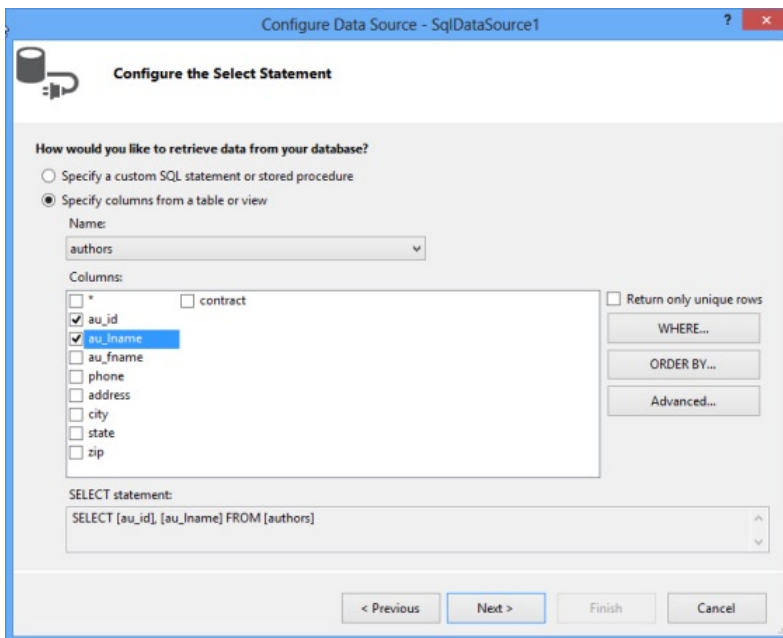 Configure Data Source - SqlDataSource1
?
Configure the Select Statement
How would you like to retrieve data from your database?
Specify a custom SQL statement or stored procedure
Specify columns from a table or view
Name:
authors
Columns:
* contract
au_id
au_lname
au_fname
phone
address
city
state
zip
Return only unique rows
WHERE...
ORDER BY...
Advanced...
SELECT statement:
SELECT [au_id], [au_lname] FROM [authors]
< Previous Next > Finish Cancel